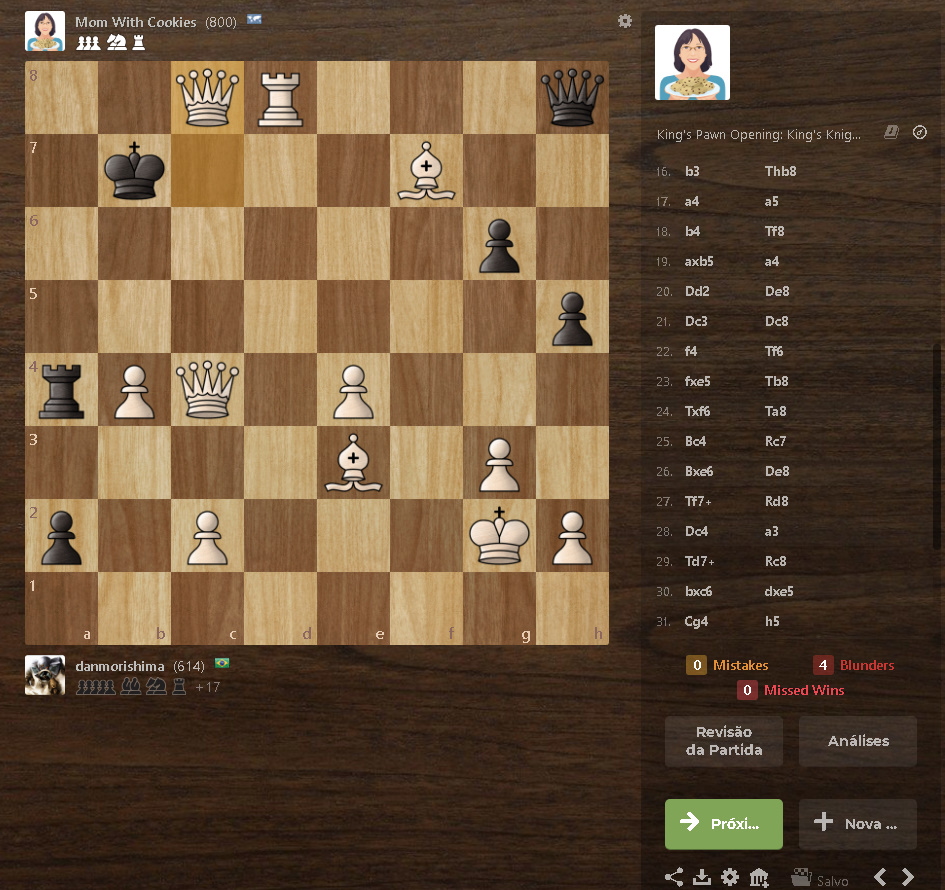 Mom With Cookies (800)
8
7
6
5
4
3
2
1
a b c d e f g h
danmorishima (614)
+17
King's Pawn Opening: King's Knig...
16. b3 Thb8
17. a4 a5
18. b4 Tf8
19. axb5 a4
20. Dd2 De8
21. Dc3 Dc8
22. f4 Tf6
23. fxe5 Tb8
24. Txf6 Ta8
25. Bc4 Rc7
26. Bxe6 De8
27. Tf7+ Rd8
28. Dc4 a3
29. Td7+ Rc8
30. bxc6 dxe5
31. Cg4 h5
0 Mistakes 4 Blunders
0 Missed Wins
Revisão
da Partida
Análises
Próxi...
Nova ...
Salvo